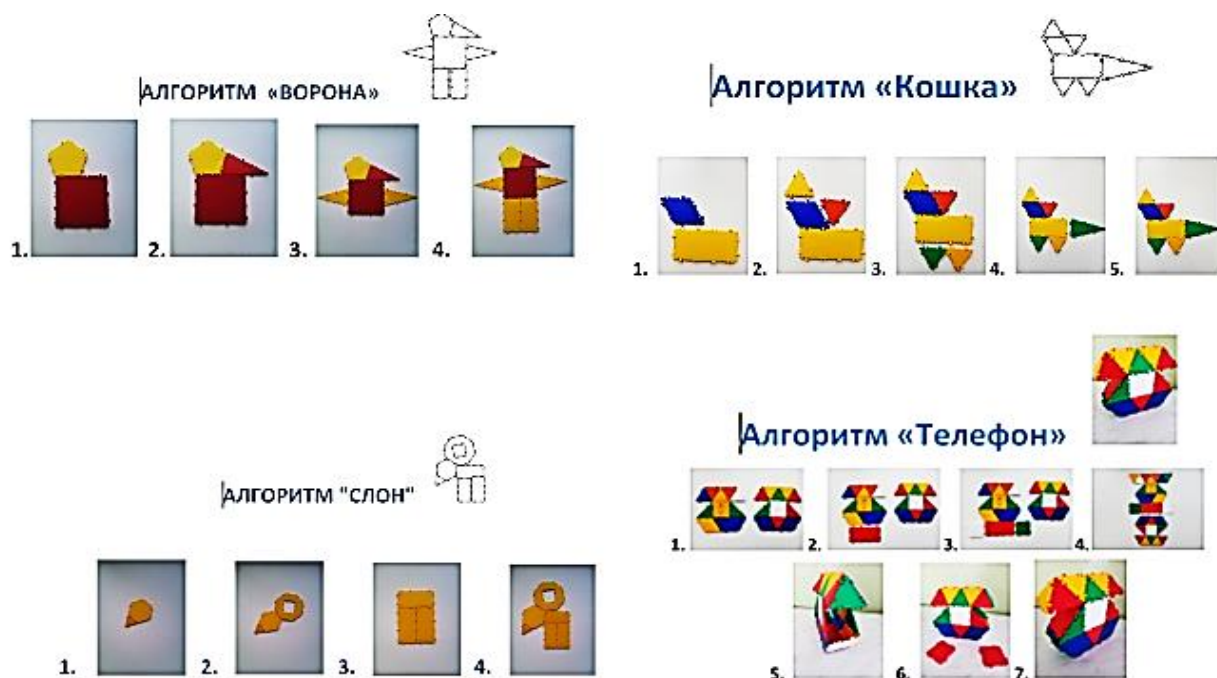 АЛГОРИТМ «ВОРОНА»
1. 2. 3. 4.
Алгоритм «Кошка»
1. 2. 3. 4. 5.
АЛГОРИТМ "СЛОН"
1. 2. 3. 4.
Алгоритм «Телефон»
1. 2. 3. 4.
5. 6. 7.